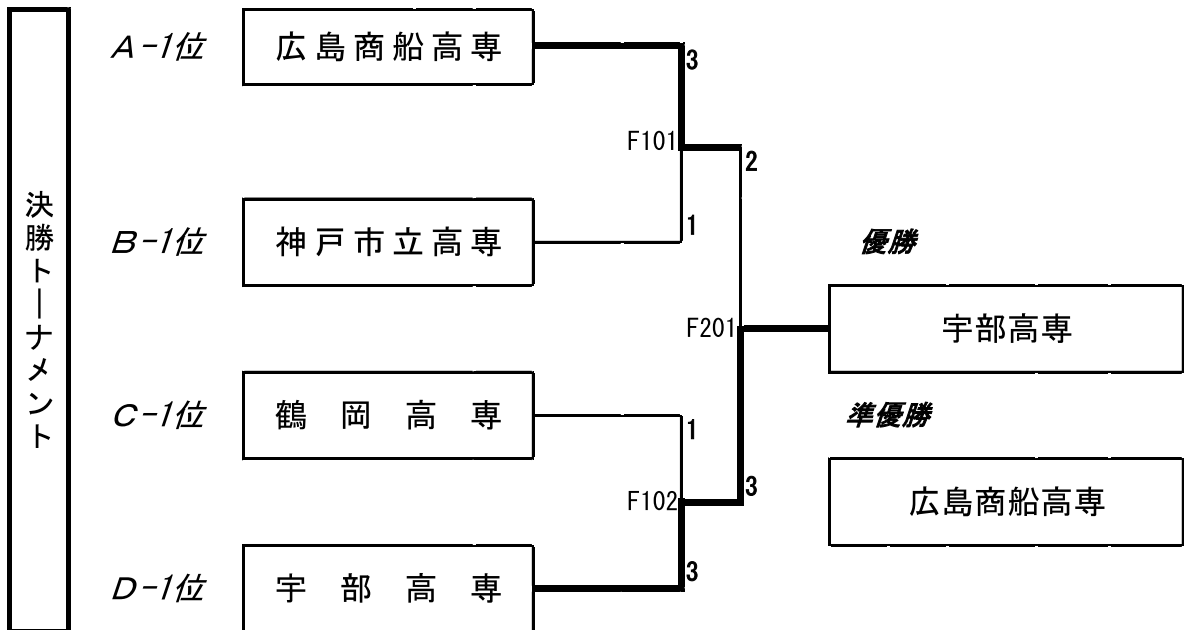 決勝トーナメント
A-1位 広島商船高専
3
F101
2
B-1位 神戸市立高専
1
優勝
F201
宇部高専
C-1位 鶴岡高専
1
準優勝
F102
3
広島商船高専
D-1位 宇部高専
3